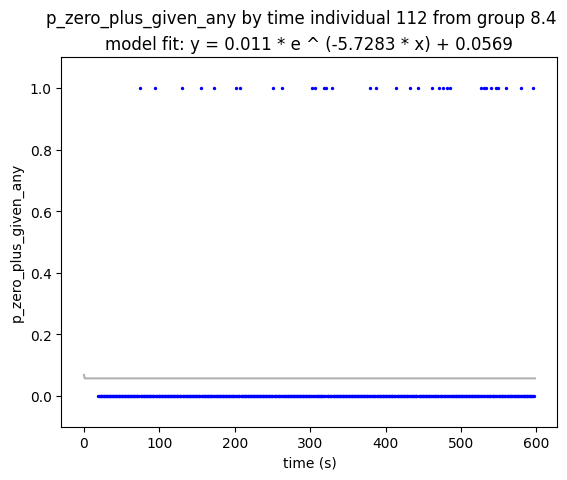 p_zero_plus_given_any by time individual 112 from group 8.4
model fit: y = 0.011 * e ^ (-5.7283 * x) + 0.0569
1.0
0.8
0.6
0.4
0.2
0.0
p_zero_plus_given_any
0 100 200 300 400 500 600
time (s)